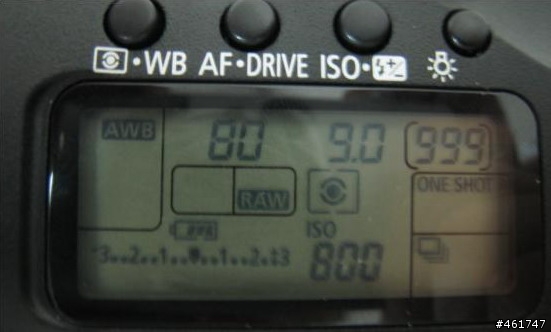 WB AF•DRIVE ISO•
AWB 80 9.0 [999]
RAW ONE SHOT
ISO
-3..2..1..▼..1..2.:3 800
#461747